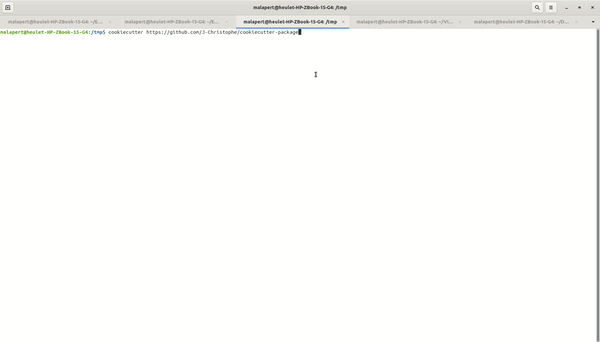 malapert@heulet-HP-ZBook-15-G4: /tmp
malapert@heulet-HP-ZBook-15-G4: ~/E...
malapert@heulet-HP-ZBook-15-G4: ~/E...
malapert@heulet-HP-ZBook-15-G4: /tmp
malapert@heulet-HP-ZBook-15-G4: ~/Vi...
malapert@heulet-HP-ZBook-15-G4: ~/D...
malapert@heulet-HP-ZBook-15-G4:/tmp$ cookiecutter https://github.com/J-Christophe/cookiecutter-package